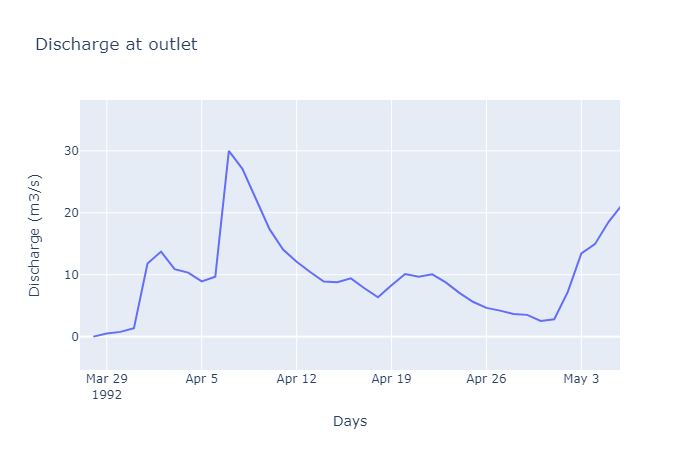 Discharge at outlet
Discharge (m3/s)
30
20
10
0
Mar 29
1992
Apr 5
Apr 12
Apr 19
Apr 26
May 3
Days